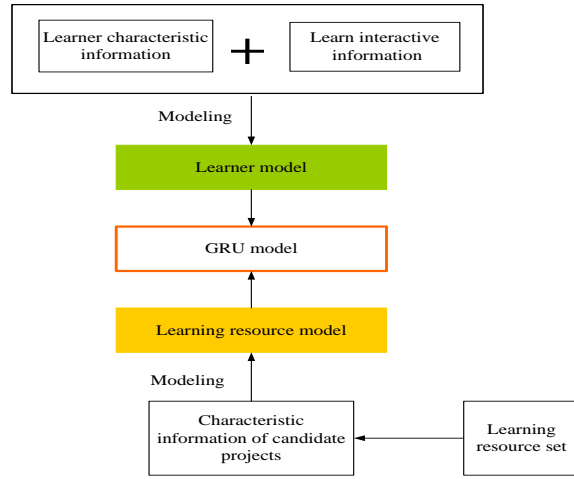 Learner characteristic
information
+
Learn interactive
information
Modeling
Learner model
GRU model
Learning resource model
Modeling
Characteristic
information of candidate
projects
Learning
resource set